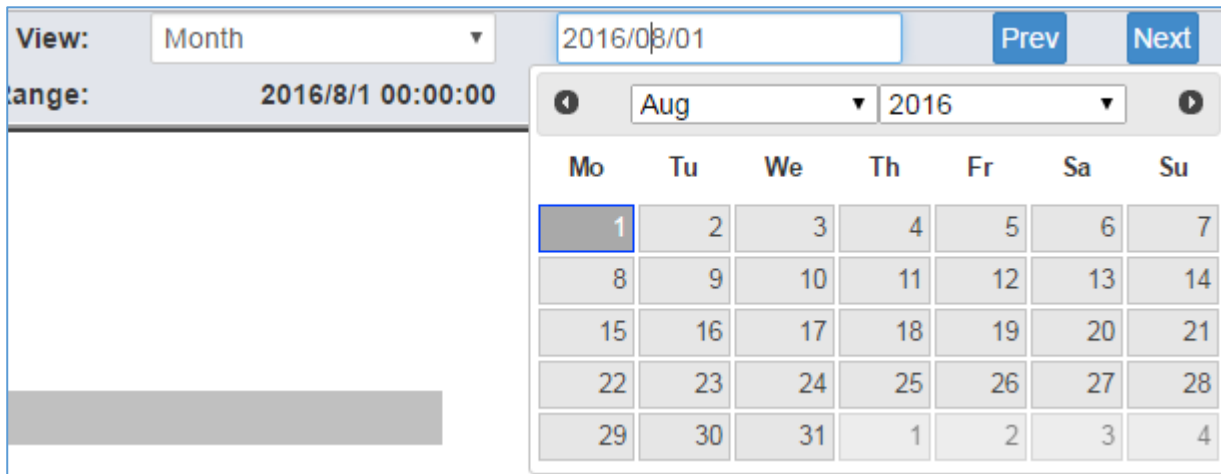 View: Month 2016/08/01 Prev Next
ange: 2016/8/1 00:00:00
Aug 2016
Mo Tu We Th Fr Sa Su
1 2 3 4 5 6 7
8 9 10 11 12 13 14
15 16 17 18 19 20 21
22 23 24 25 26 27 28
29 30 31 1 2 3 4